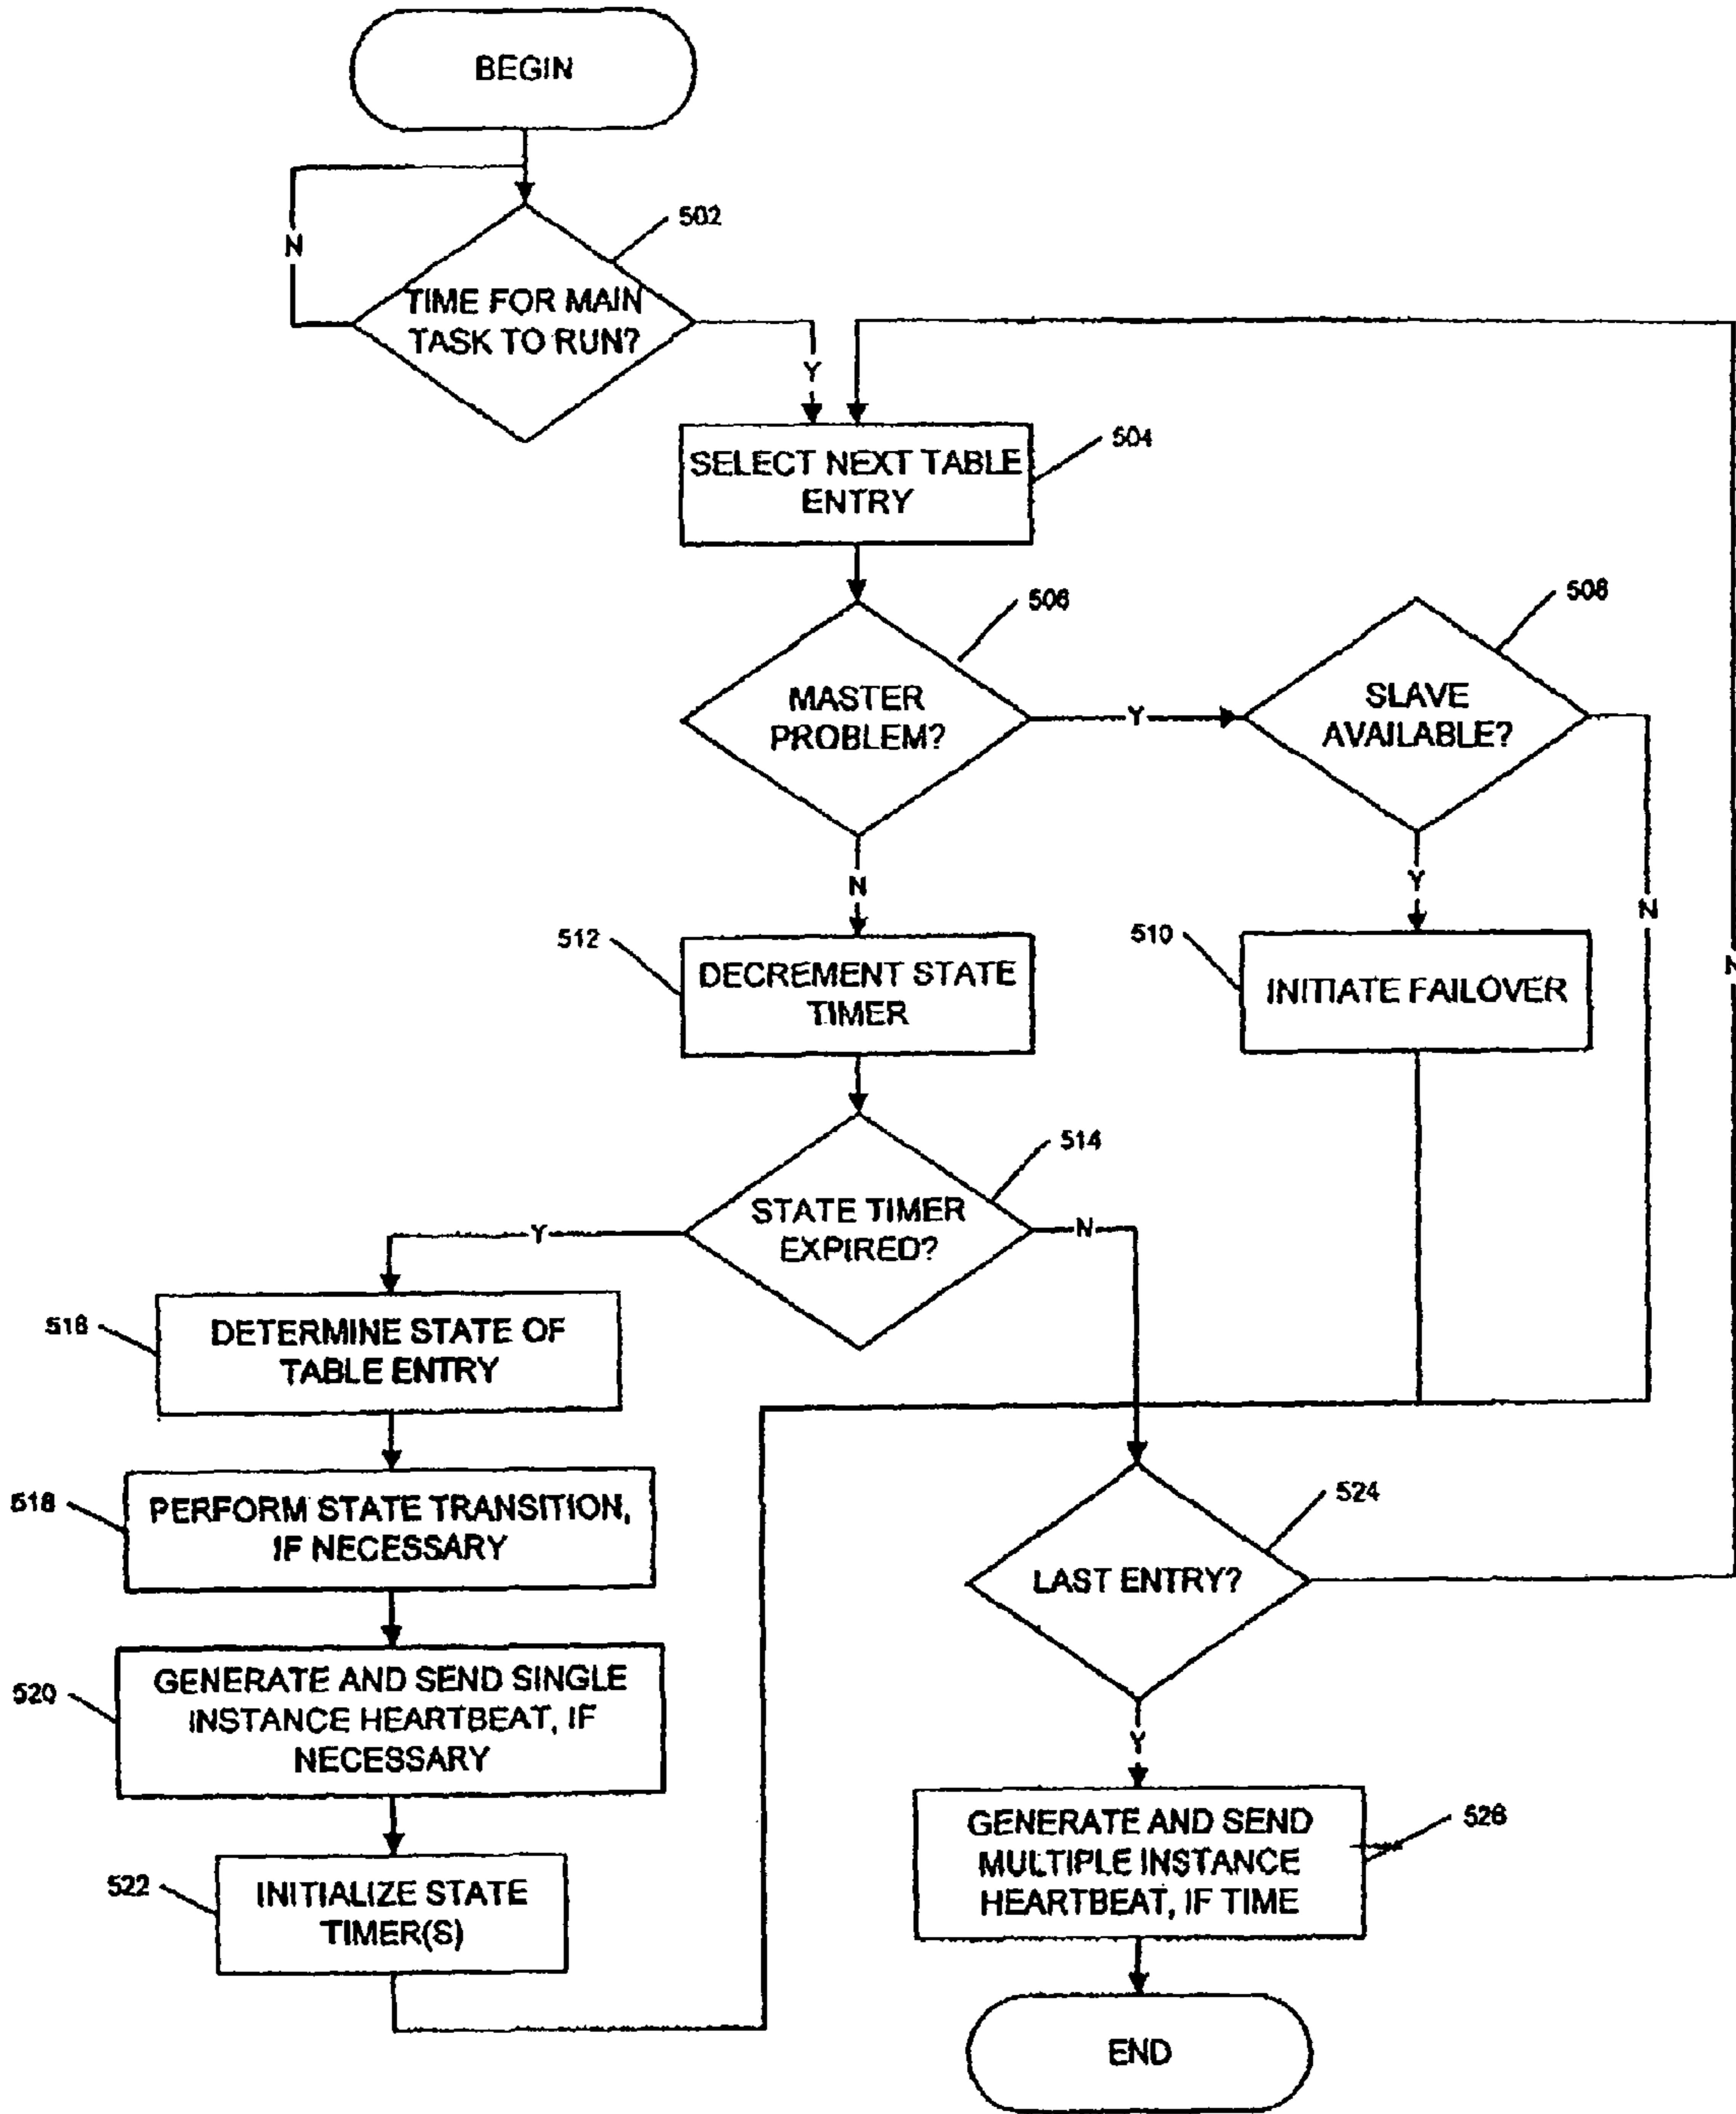 BEGIN
502
N
TIME FOR MAIN
TASK TO RUN?
Y
504
SELECT NEXT TABLE
ENTRY
506
508
MASTER
PROBLEM?
Y
SLAVE
AVAILABLE?
N
Y
N
N
512
DECREMENT STATE
TIMER
510
INITIATE FAILOVER
514
STATE TIMER
EXPIRED?
Y
N
516
DETERMINE STATE OF
TABLE ENTRY
518
PERFORM STATE TRANSITION,
IF NECESSARY
524
LAST ENTRY?
520
GENERATE AND SEND SINGLE
INSTANCE HEARTBEAT, IF
NECESSARY
Y
526
GENERATE AND SEND
MULTIPLE INSTANCE
HEARTBEAT, IF TIME
522
INITIALIZE STATE
TIMER(S)
END